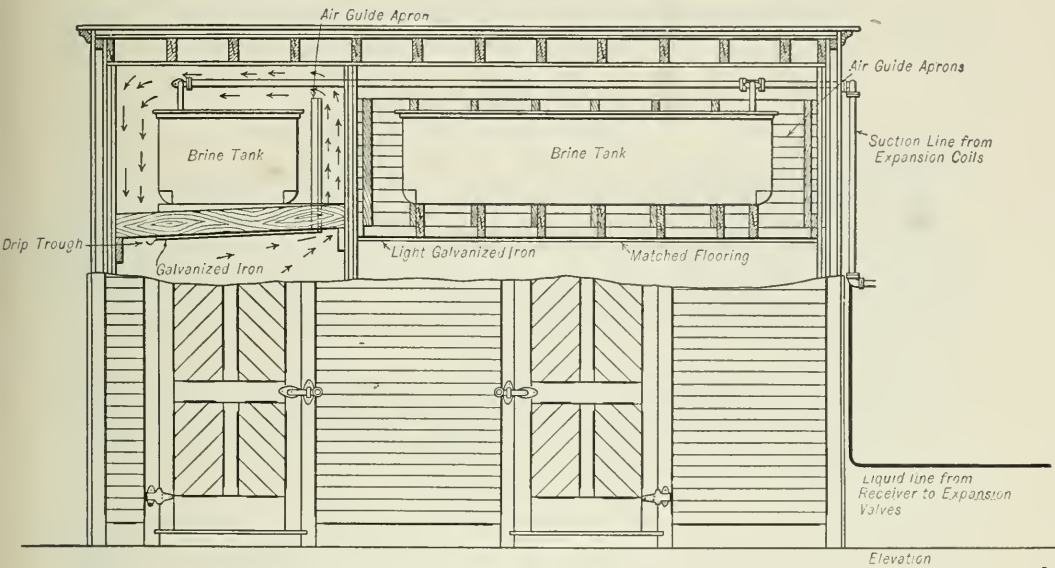 Air Guide Apron
Air Guide Aprons
Brine Tank
Brine Tank
Suction Line from
Expansion Coils
Drip Trough
Galvanized Iron
Light Galvanized Iron
Matched Flooring
Liquid line from
Receiver to Expansion
Valves
Elevation